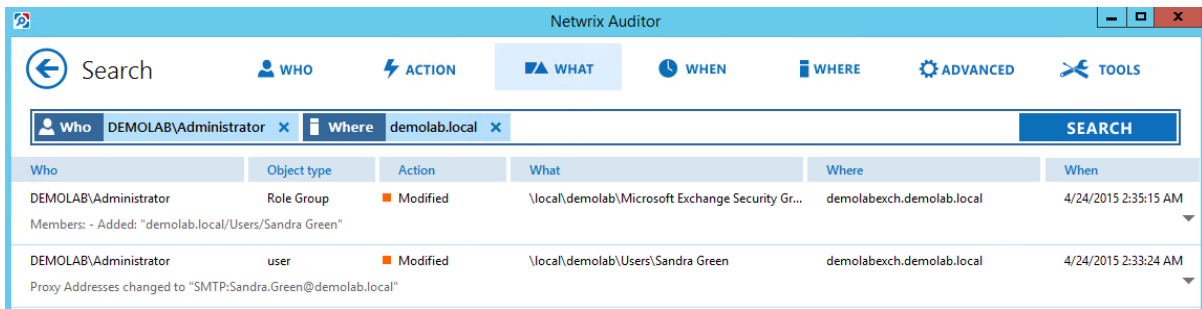 Netwrix Auditor
Search WHO ACTION WHAT WHEN WHERE ADVANCED TOOLS
Who DEMOLAB\Administrator Where demolab.local SEARCH
Who Object type Action What Where When
DEMOLAB\Administrator Role Group Modified \local\demolab\Microsoft Exchange Security Gr... demolabexch.demolab.local 4/24/2015 2:35:15 AM
Members: - Added: "demolab.local/Users/Sandra Green"
DEMOLAB\Administrator user Modified \local\demolab\Users\Sandra Green demolabexch.demolab.local 4/24/2015 2:33:24 AM
Proxy Addresses changed to "SMTP:Sandra.Green@demolab.local"